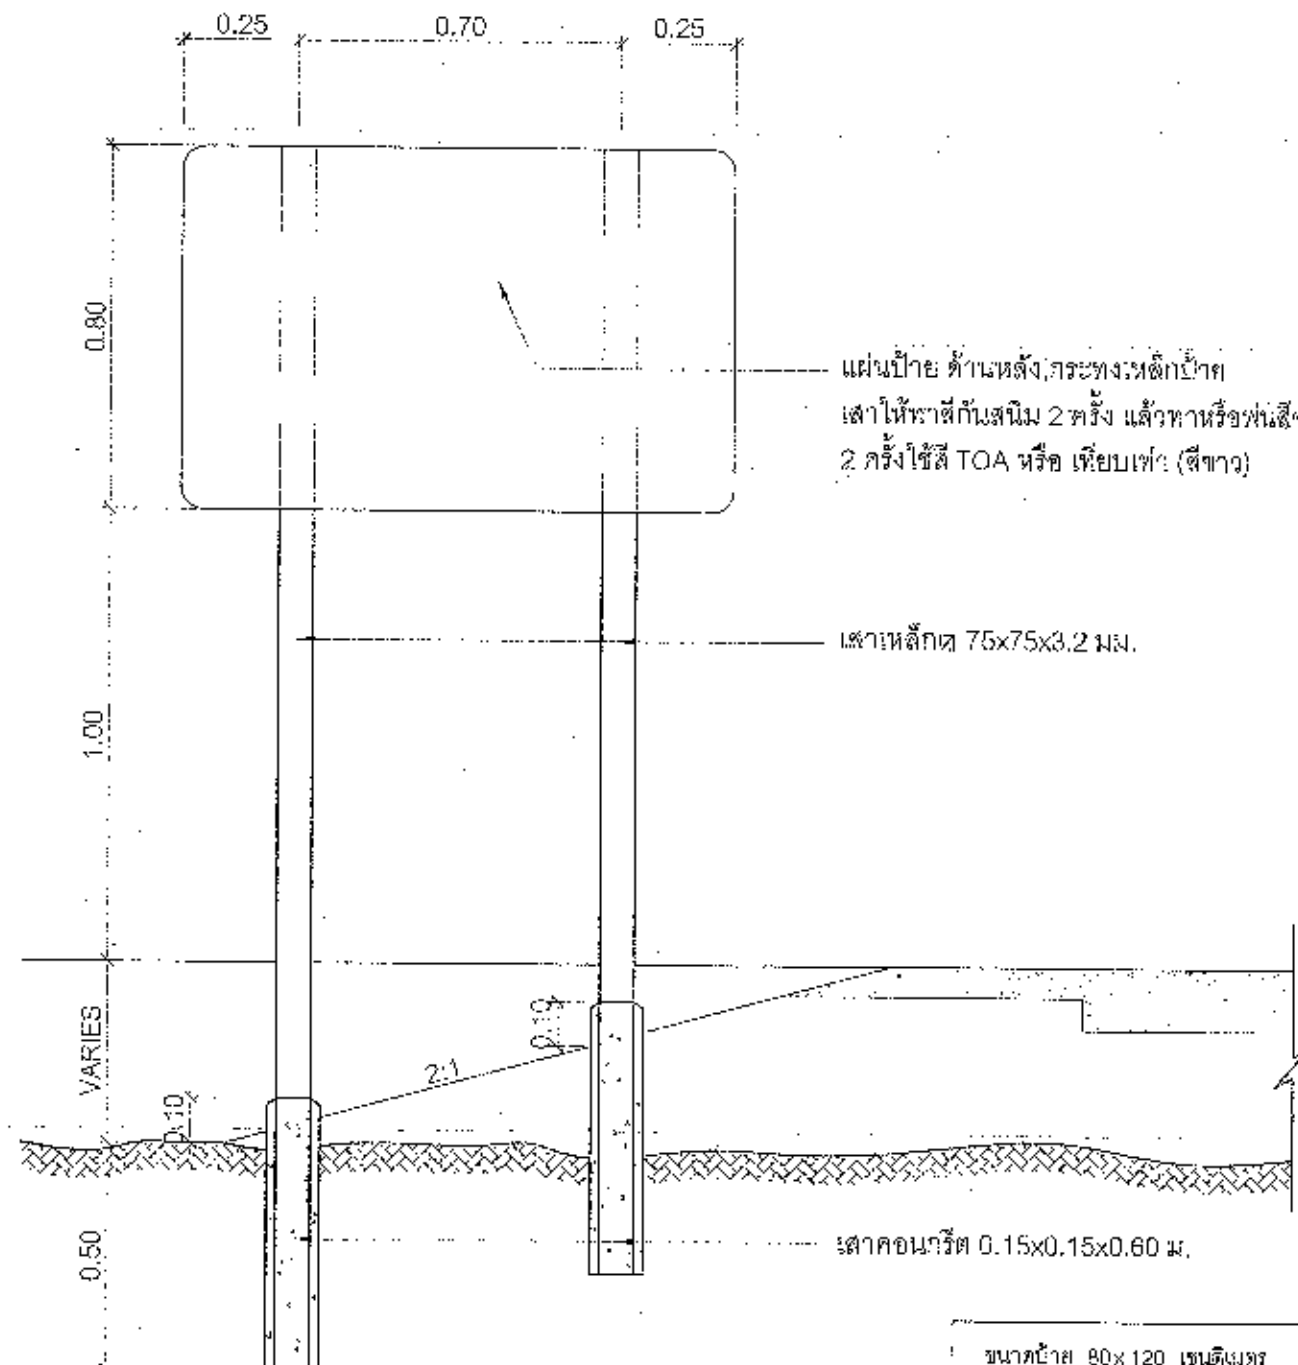 0.25 0.70 0.25
0.80
แผ่นป้าย ด้านหลัง,กระทงเหล็กป้าย
เสาให้ทาสีกันสนิม 2 ครั้ง แล้วทาหรือพ่นสี
2 ครั้งใช้สี TOA หรือ เทียบเท่า (สีขาว)
เสาเหล็ก 75x75x3.2 มม.
1.00
0.10
VARIES
2:1
0.10
เสาคอนกรีต 0.15x0.15x0.60 ม.
0.50
ขนาดป้าย 80x120 เซนติเมตร